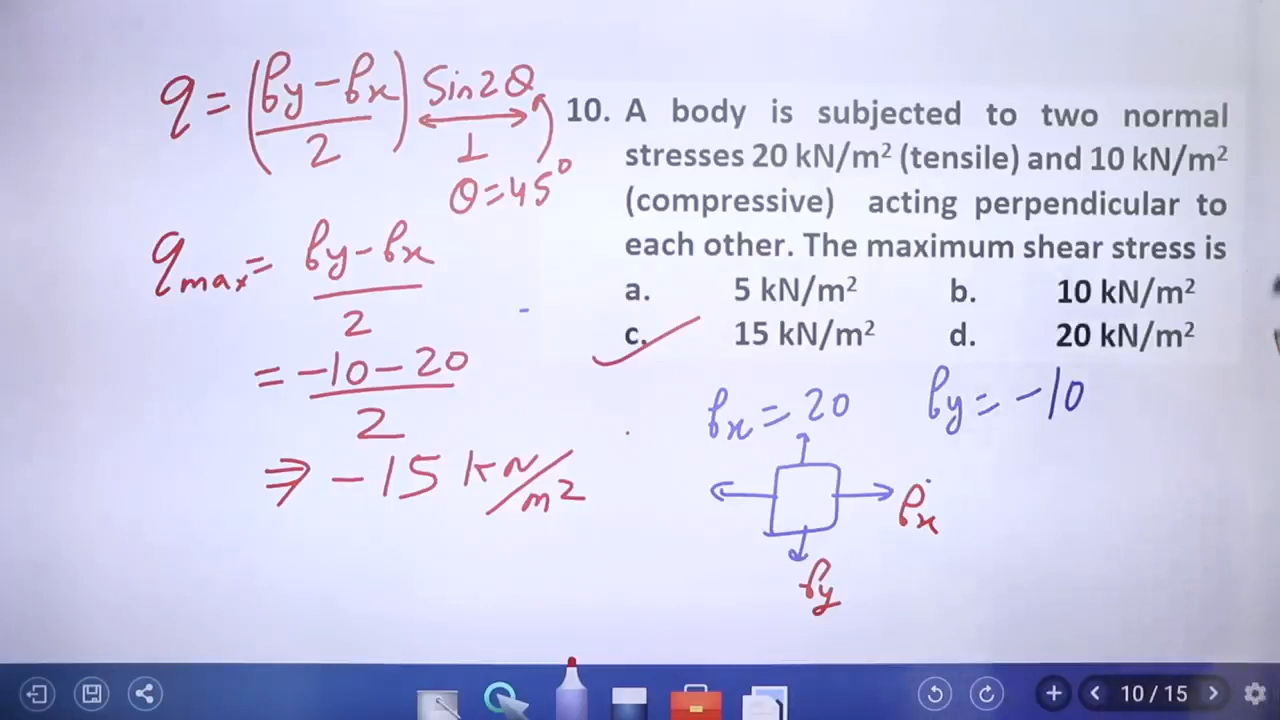 q = (Py - Px / 2) Sin2θ
↓
θ = 45°
qmax = Py - Px / 2
= -10 - 20 / 2
⇒ -15 kN/m²
10. A body is subjected to two normal
stresses 20 kN/m² (tensile) and 10 kN/m²
(compressive) acting perpendicular to
each other. The maximum shear stress is
a. 5 kN/m² b. 10 kN/m²
c. 15 kN/m² d. 20 kN/m²
Px = 20 Py = -10
Px
Py
10 / 15